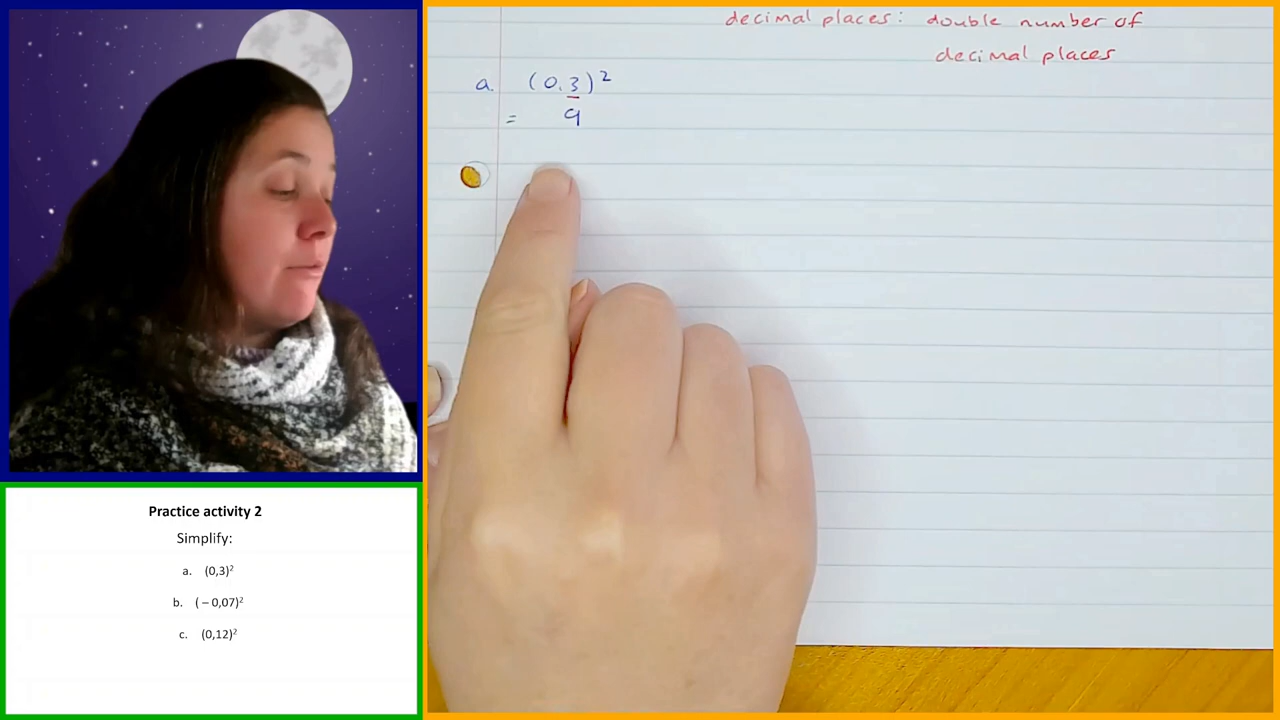 decimal places: double number of
decimal places
a. (0.3)²
= 9
Practice activity 2
Simplify:
a. (0,3)²
b. (– 0,07)²
c. (0,12)²